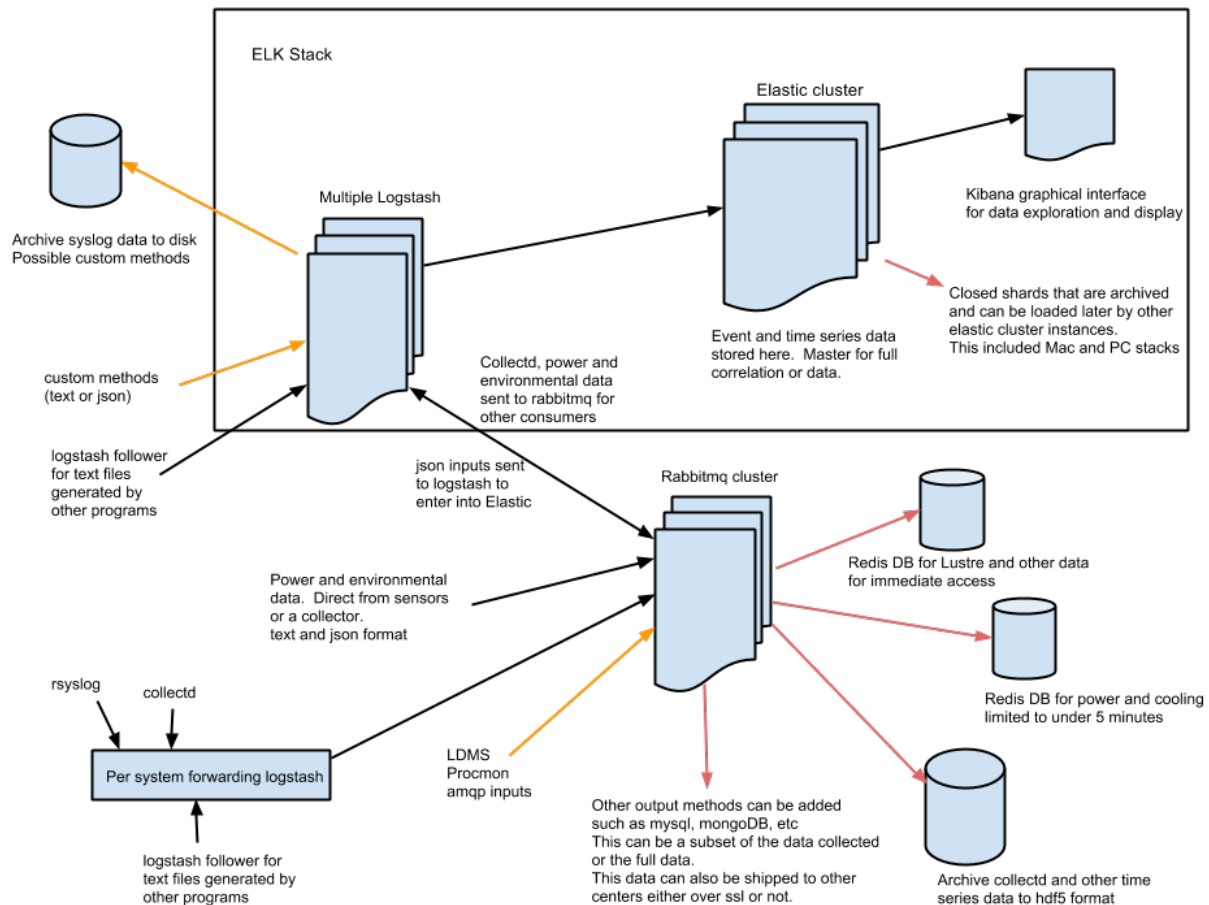 ELK Stack
Elastic cluster
Multiple Logstash
Kibana graphical interface
for data exploration and display
Archive syslog data to disk
Possible custom methods
Closed shards that are archived
and can be loaded later by other
elastic cluster instances.
This included Mac and PC stacks
Event and time series data
stored here.  Master for full
correlation or data.
Collectd, power and
environmental data
sent to rabbitmq for
other consumers
custom methods
(text or json)
logstash follower
for text files
generated by
other programs
json inputs sent
to logstash to
enter into Elastic
Rabbitmq cluster
Redis DB for Lustre and other data
for immediate access
Power and environmental
data.  Direct from sensors
or a collector.
text and json format
Redis DB for power and cooling
limited to under 5 minutes
rsyslog
collectd
Per system forwarding logstash
LDMS
Procmon
amqp inputs
Other output methods can be added
such as mysql, mongoDB, etc
This can be a subset of the data collected
or the full data.
This data can also be shipped to other
centers either over ssl or not.
logstash follower for
text files generated by
other programs
Archive collectd and other time
series data to hdf5 format